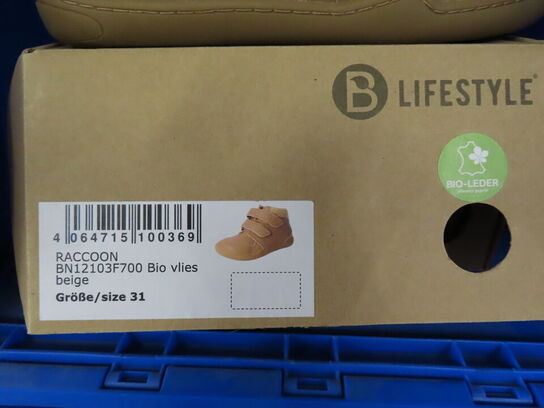 B LIFESTYLE®
BIO-LEDER
4 064715 100369
RACCOON
BN12103F700 Bio vlies
beige
Größe/size 31